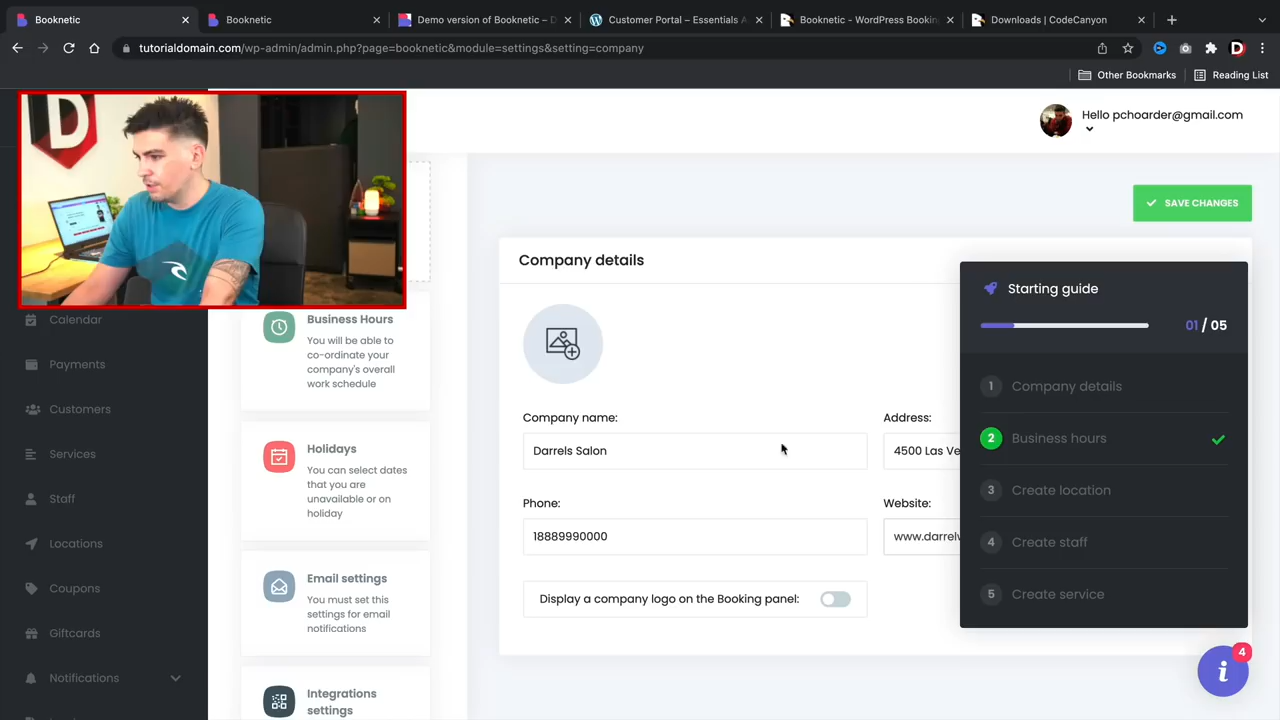 Booknetic
Booknetic
Demo version of Booknetic – D
Customer Portal – Essentials A
Booknetic - WordPress Bookin
Downloads | CodeCanyon
tutorialdomain.com/wp-admin/admin.php?page=booknetic&module=settings&setting=company
Other Bookmarks
Reading List
Hello pchoarder@gmail.com
SAVE CHANGES
Calendar
Payments
Customers
Services
Staff
Locations
Coupons
Giftcards
Notifications
Business Hours
You will be able to
co-ordinate your
company's overall
work schedule
Holidays
You can select dates
that you are
unavailable or on
holiday
Email settings
You must set this
settings for email
notifications
Integrations
settings
Company details
Company name:
Darrels Salon
Address:
4500 Las Ve
Phone:
18889990000
Website:
www.darrelw
Display a company logo on the Booking panel:
Starting guide
01 / 05
1 Company details
2 Business hours
3 Create location
4 Create staff
5 Create service
4
i
D
D